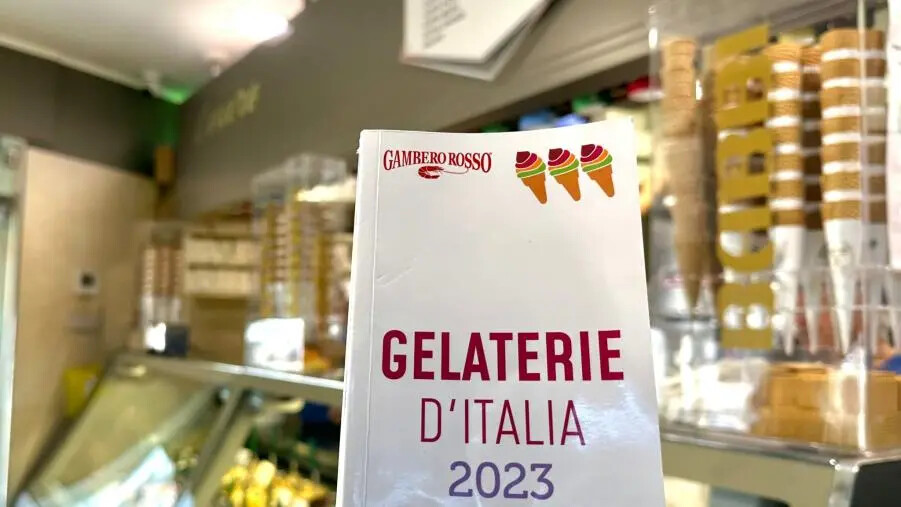 GAMBERO ROSSO®
GELATERIE
D'ITALIA
2023